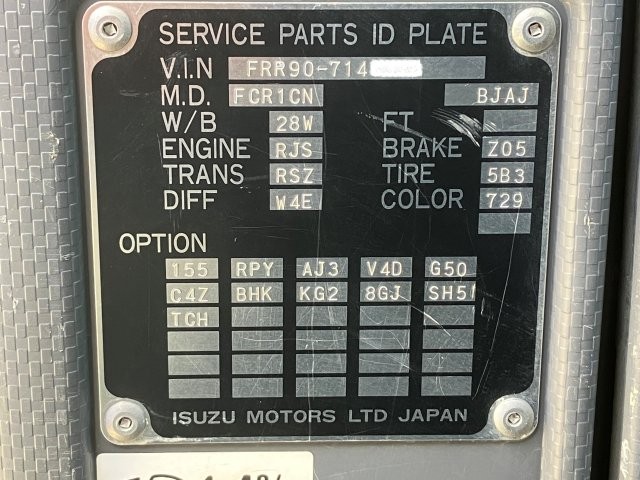 SERVICE PARTS ID PLATE
V.I.N FRR90-714
M.D. FCR1CN BJAJ
W/B 28W FT
ENGINE RJS BRAKE Z05
TRANS RSZ TIRE 5B3
DIFF W4E COLOR 729
OPTION
155 RPY AJ3 V4D G50
C4Z BHK KG2 8GJ SH5
TCH
ISUZU MOTORS LTD JAPAN